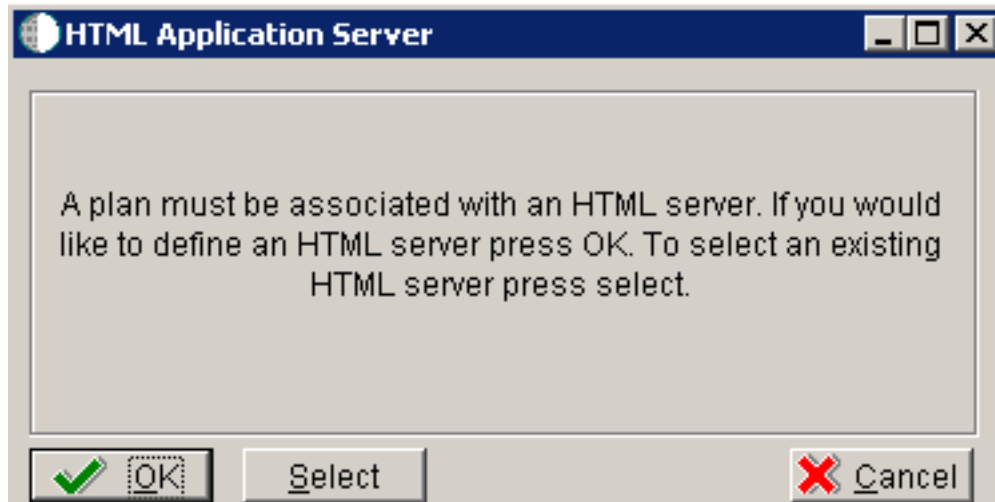 HTML Application Server
A plan must be associated with an HTML server. If you would
like to define an HTML server press OK. To select an existing
HTML server press select.
OK Select Cancel